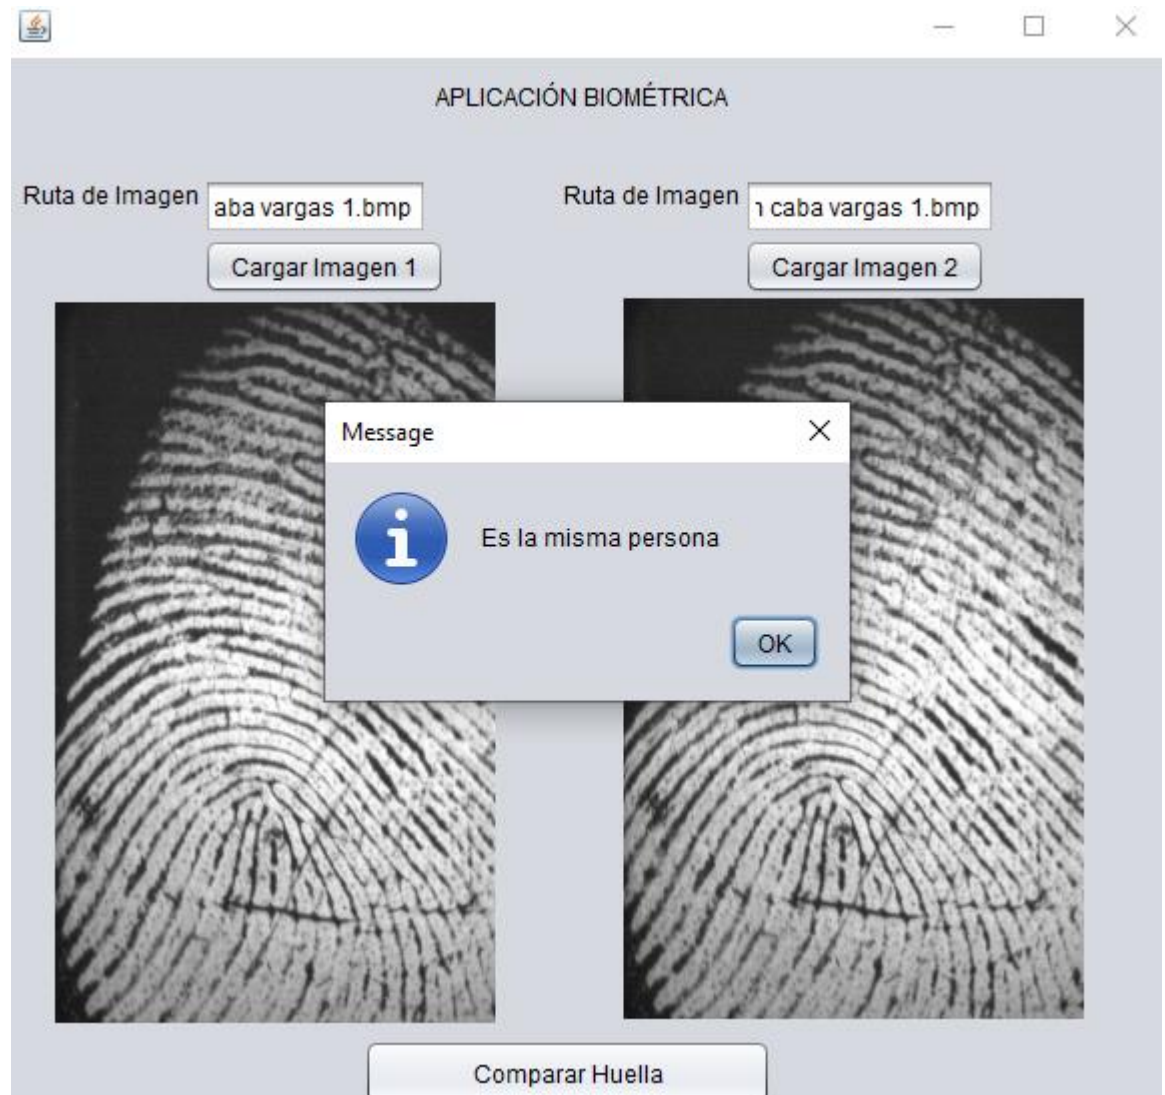 APLICACIÓN BIOMÉTRICA
Ruta de Imagen aba vargas 1.bmp
Ruta de Imagen caba vargas 1.bmp
Cargar Imagen 1
Cargar Imagen 2
Message
Es la misma persona
OK
Comparar Huella